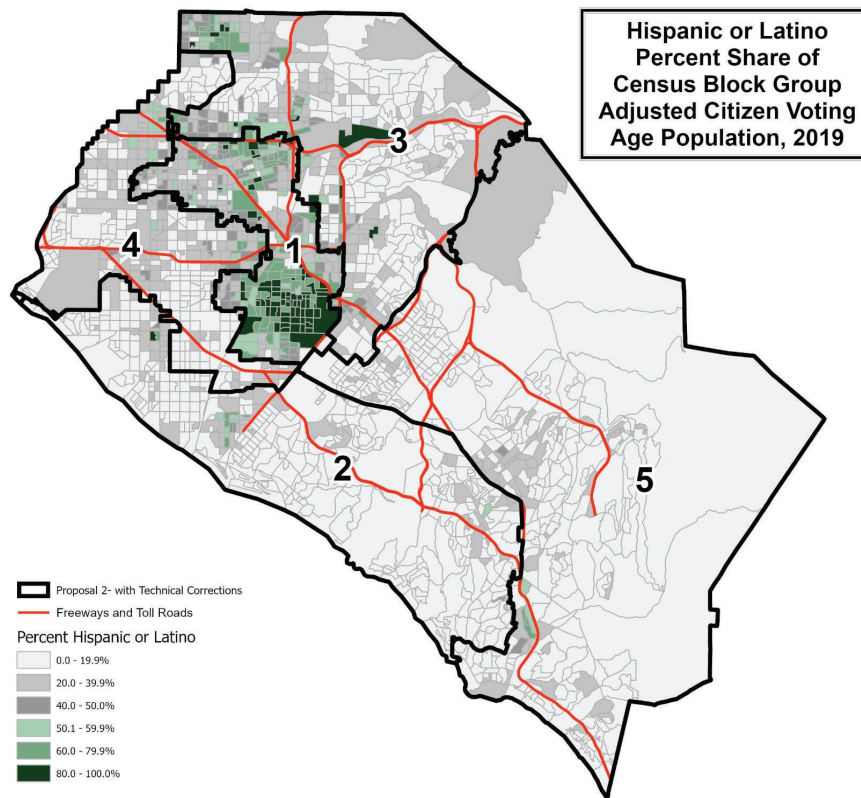 Hispanic or Latino
Percent Share of
Census Block Group
Adjusted Citizen Voting
Age Population, 2019
3
1
4
2
5
Proposal 2- with Technical Corrections
Freeways and Toll Roads
Percent Hispanic or Latino
0.0 - 19.9%
20.0 - 39.9%
40.0 - 50.0%
50.1 - 59.9%
60.0 - 79.9%
80.0 - 100.0%